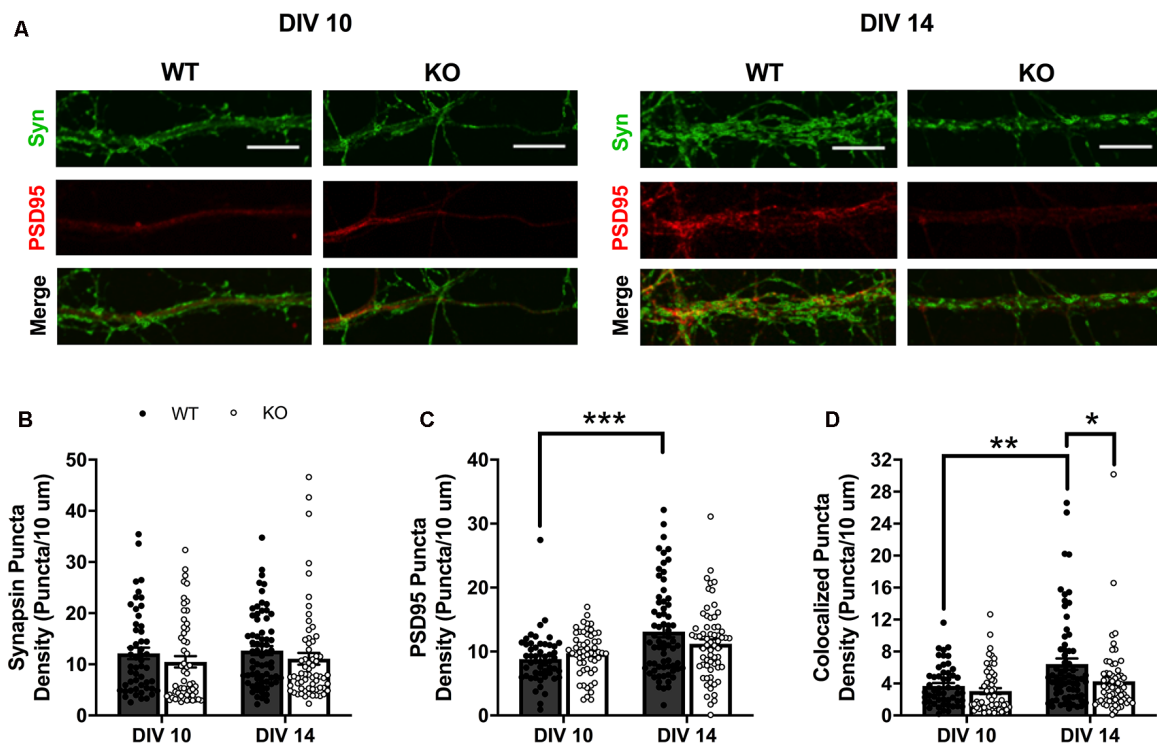 A
DIV 10
DIV 14
WT
KO
WT
KO
Syn
Syn
PSD95
PSD95
Merge
Merge
B
WT
KO
Synapsin Puncta
Density (Puncta/10 um)
50
40
30
20
10
0
DIV 10
DIV 14
C
***
PSD95 Puncta
Density (Puncta/10 um)
40
30
20
10
0
DIV 10
DIV 14
D
**
*
Colocalized Puncta
Density (Puncta/10 um)
32
28
24
20
16
12
8
4
0
DIV 10
DIV 14